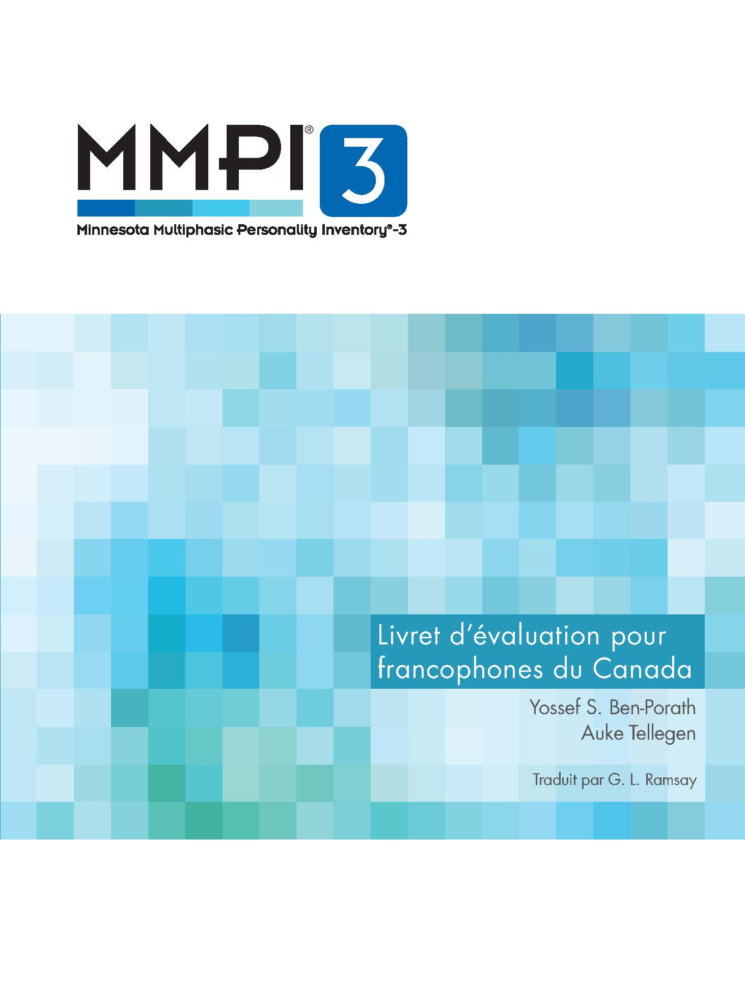 MMPI® 3
Minnesota Multiphasic Personality Inventory®-3
Livret d’évaluation pour
francophones du Canada
Yossef S. Ben-Porath
Auke Tellegen
Traduit par G. L. Ramsay